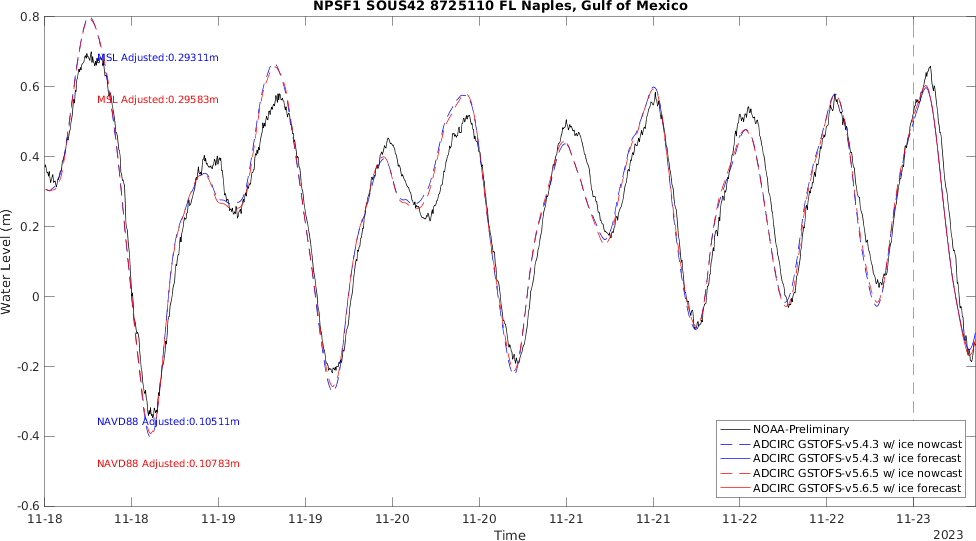 NPSF1 SOUS42 8725110 FL Naples, Gulf of Mexico
0.8
0.6
0.4
0.2
0
-0.2
-0.4
-0.6
Water Level (m)
MSL Adjusted:0.29311m
MSL Adjusted:0.29583m
NAVD88 Adjusted:0.10511m
NAVD88 Adjusted:0.10783m
NOAA-Preliminary
ADCIRC GSTOFS-v5.4.3 w/ ice nowcast
ADCIRC GSTOFS-v5.4.3 w/ ice forecast
ADCIRC GSTOFS-v5.6.5 w/ ice nowcast
ADCIRC GSTOFS-v5.6.5 w/ ice forecast
11-18 11-18 11-19 11-19 11-20 11-20 11-21 11-21 11-22 11-22 11-23
Time
2023